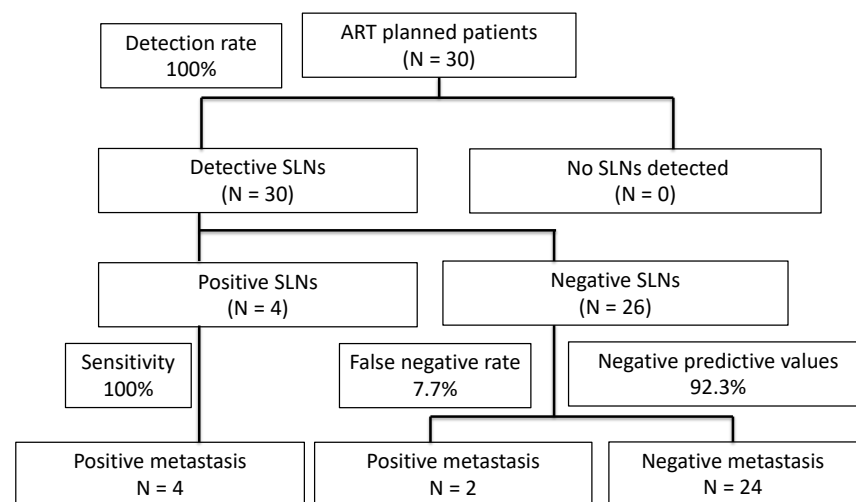 Detection rate
100%
ART planned patients
(N = 30)
Detective SLNs
(N = 30)
No SLNs detected
(N = 0)
Positive SLNs
(N = 4)
Negative SLNs
(N = 26)
Sensitivity
100%
False negative rate
7.7%
Negative predictive values
92.3%
Positive metastasis
N = 4
Positive metastasis
N = 2
Negative metastasis
N = 24